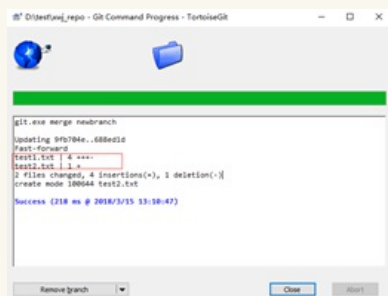 D:\test\xwj_repo - Git Command Progress - TortoiseGit
git.exe merge newbranch
Updating 9fb704e..688ed1d
Fast-forward
test1.txt | 4 +++-
test2.txt | 1 +
2 files changed, 4 insertions(+), 1 deletion(-)
create mode 100644 test2.txt
Success (218 ms @ 2018/3/15 13:10:47)
Remove branch
Close
Abort